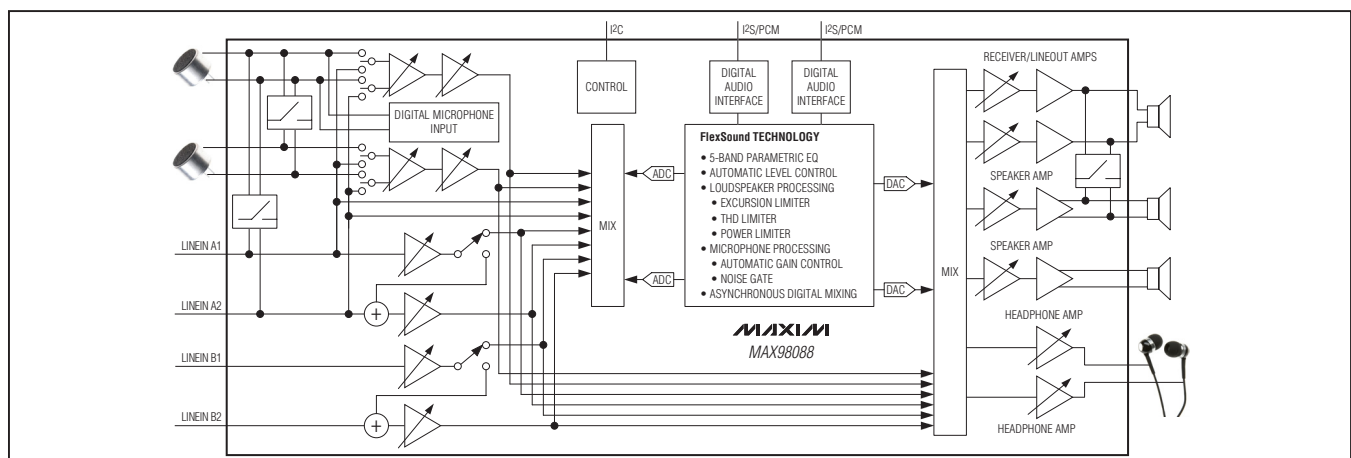 I2C
I2S/PCM
I2S/PCM
RECEIVER/LINEOUT AMPS
CONTROL
DIGITAL
AUDIO
INTERFACE
DIGITAL
AUDIO
INTERFACE
DIGITAL MICROPHONE
INPUT
FlexSound TECHNOLOGY
• 5-BAND PARAMETRIC EQ
• AUTOMATIC LEVEL CONTROL
• LOUDSPEAKER PROCESSING
• EXCURSION LIMITER
• THD LIMITER
• POWER LIMITER
• MICROPHONE PROCESSING
• AUTOMATIC GAIN CONTROL
• NOISE GATE
• ASYNCHRONOUS DIGITAL MIXING
ADC
ADC
DAC
DAC
MIX
MIX
SPEAKER AMP
SPEAKER AMP
LINEIN A1
LINEIN A2
+
LINEIN B1
LINEIN B2
+
MAXIM
MAX98088
HEADPHONE AMP
HEADPHONE AMP